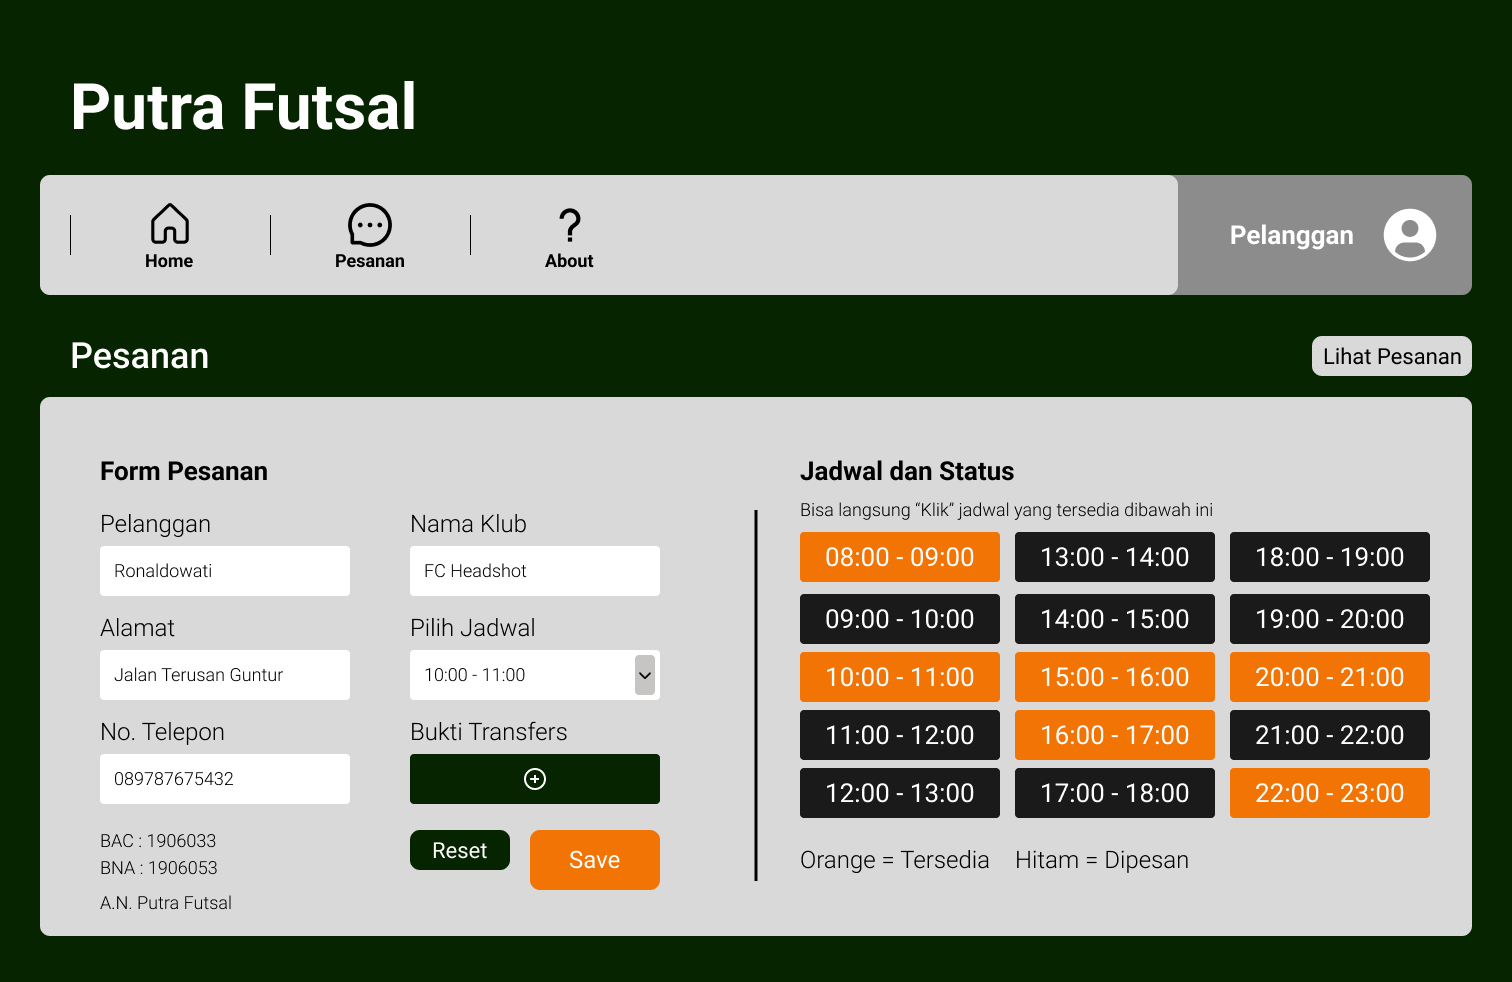 Putra Futsal
Home
Pesanan
About
Pelanggan
Pesanan
Lihat Pesanan
Form Pesanan
Pelanggan
Nama Klub
Ronaldowati
FC Headshot
Alamat
Pilih Jadwal
Jalan Terusan Guntur
10:00 - 11:00
No. Telepon
Bukti Transfers
089787675432
BAC : 1906033
BNA : 1906053
A.N. Putra Futsal
Reset
Save
Jadwal dan Status
Bisa langsung “Klik” jadwal yang tersedia dibawah ini
08:00 - 09:00
13:00 - 14:00
18:00 - 19:00
09:00 - 10:00
14:00 - 15:00
19:00 - 20:00
10:00 - 11:00
15:00 - 16:00
20:00 - 21:00
11:00 - 12:00
16:00 - 17:00
21:00 - 22:00
12:00 - 13:00
17:00 - 18:00
22:00 - 23:00
Orange = Tersedia
Hitam = Dipesan